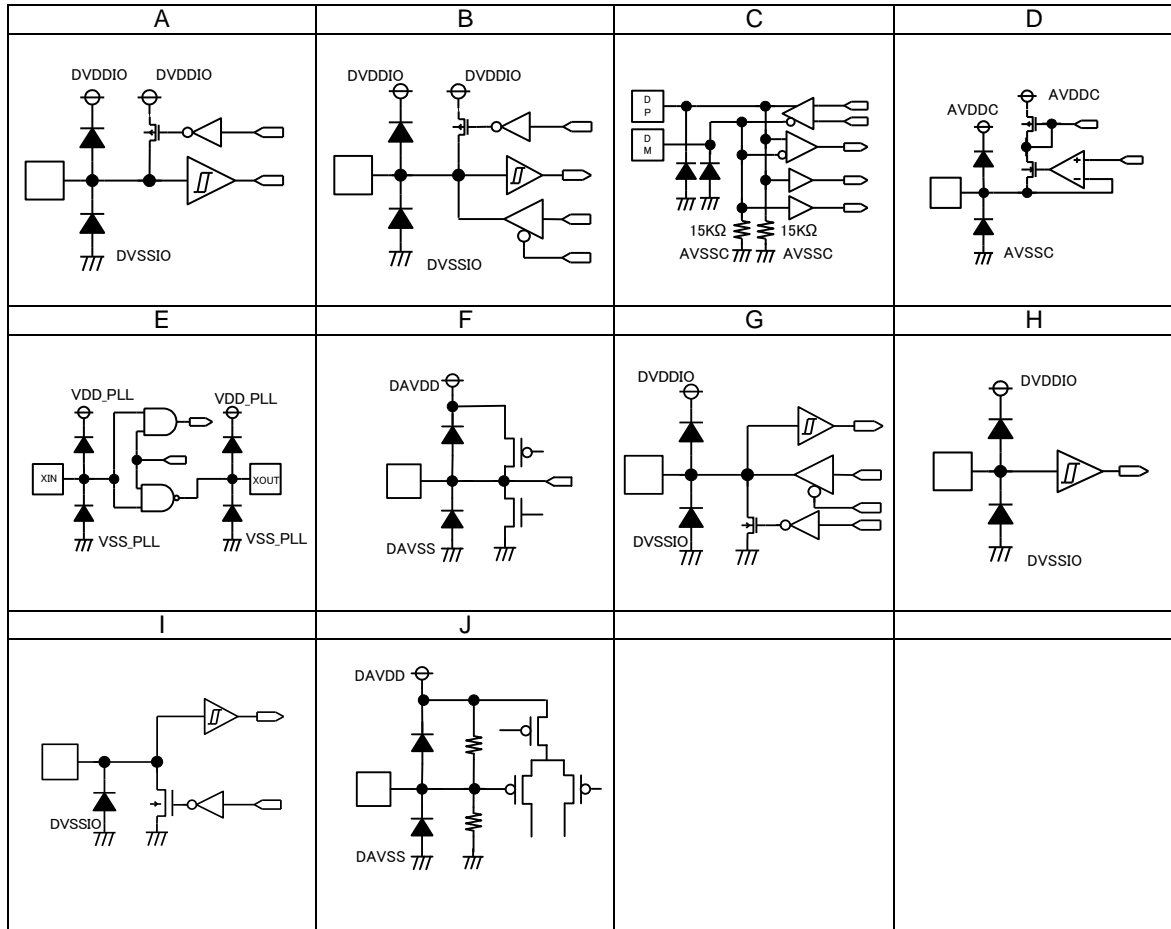 A B C D
DVDDIO DVDDIO
DVSSIO
DVDDIO DVDDIO
DVSSIO
D
P
D
M
15KΩ 15KΩ
AVSSC AVSSC
AVDDC AVDDC
+
−
AVSSC
E F G H
VDD_PLL VDD_PLL
XIN XOUT
VSS_PLL VSS_PLL
DAVDD
DAVSS
DVDDIO
DVSSIO
DVDDIO
DVSSIO
I J
DVSSIO
DAVDD
DAVSS